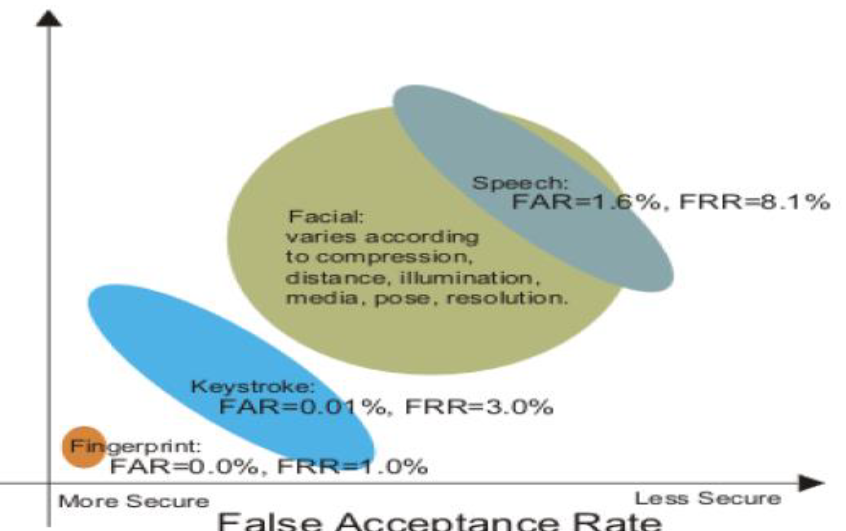 Speech:
FAR=1.6%, FRR=8.1%
Facial:
varies according
to compression,
distance, illumination,
media, pose, resolution.
Keystroke:
FAR=0.01%, FRR=3.0%
Fingerprint:
FAR=0.0%, FRR=1.0%
More Secure
Less Secure
False Acceptance Rate